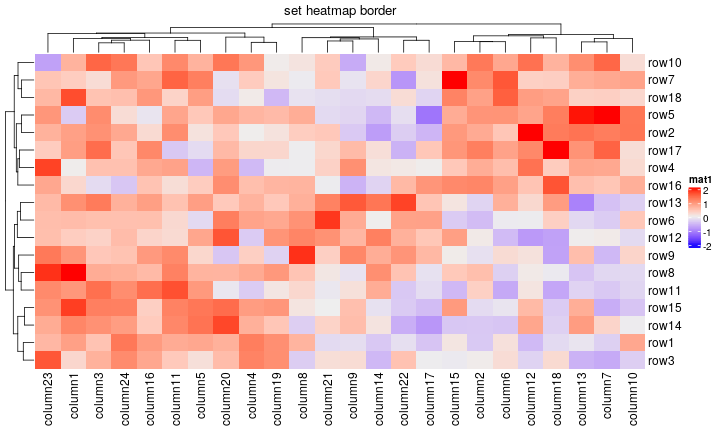 set heatmap border
row10
row7
row18
row5
row2
row17
row4
row16
row13
row6
row12
row9
row8
row11
row15
row14
row1
row3
mat1
2
1
0
-1
-2
column23
column1
column3
column24
column16
column11
column5
column20
column4
column19
column8
column21
column9
column14
column22
column17
column15
column2
column6
column12
column18
column13
column7
column10